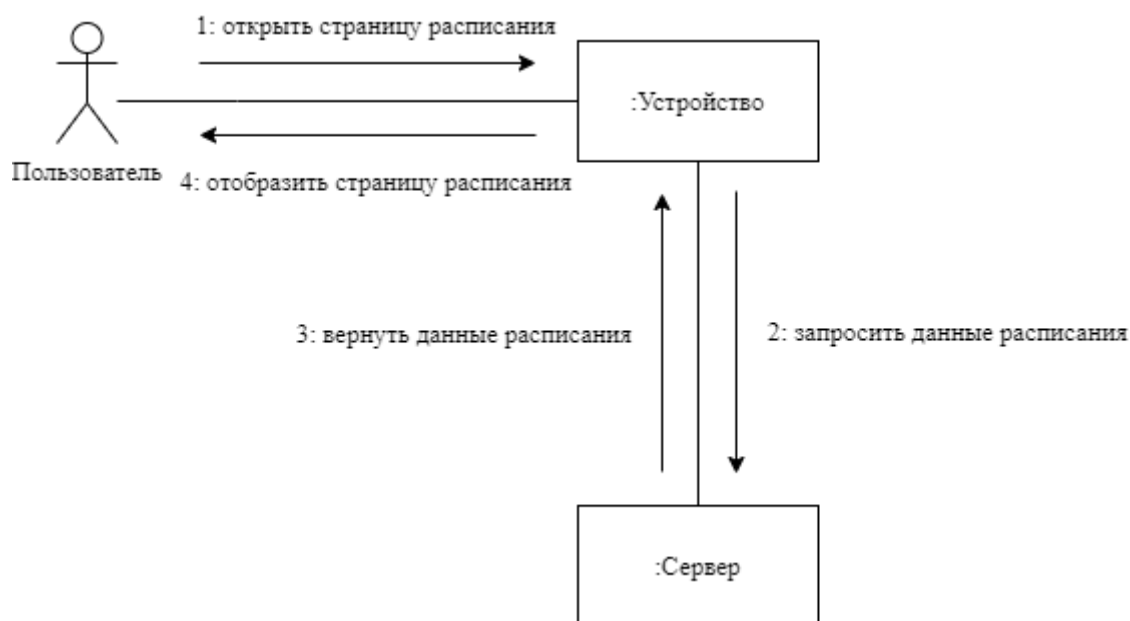 1: открыть страницу расписания
:Устройство
Пользователь
4: отобразить страницу расписания
3: вернуть данные расписания
2: запросить данные расписания
:Сервер